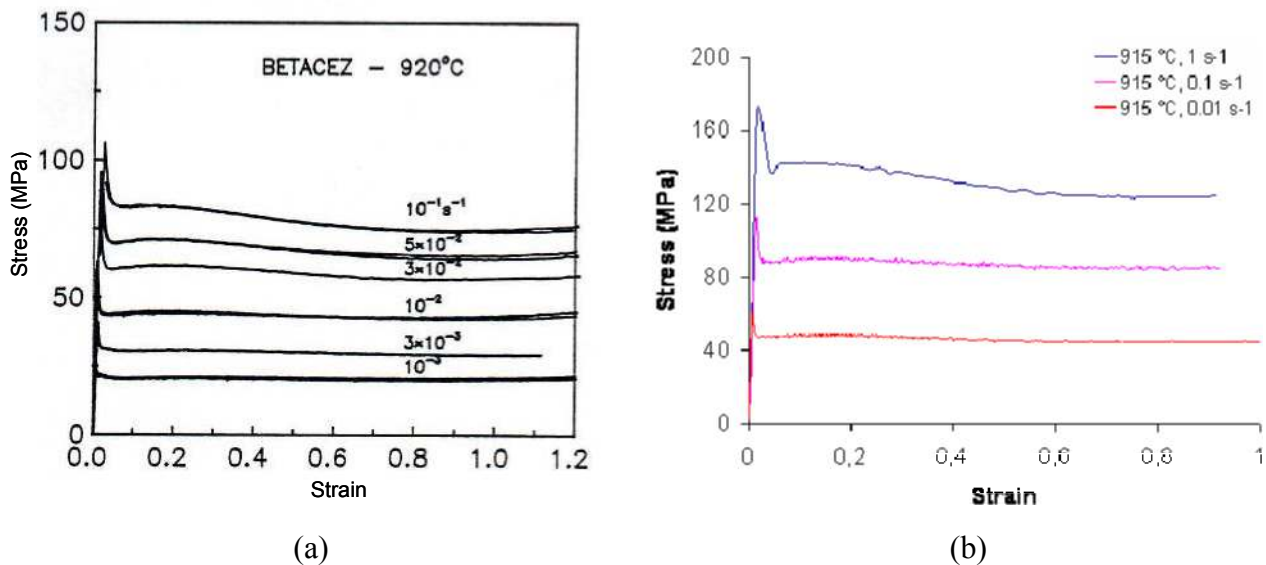 150
100
50
0
Stress (MPa)
BETACEZ – 920°C
10⁻¹s⁻¹
5×10⁻²
3×10⁻²
10⁻²
3×10⁻³
10⁻³
0.0 0.2 0.4 0.6 0.8 1.0 1.2
Strain
(a)
200
160
120
80
40
0
Stress (MPa)
915 °C, 1 s-1
915 °C, 0.1 s-1
915 °C, 0.01 s-1
0 0,2 0,4 0,6 0,8 1
Strain
(b)